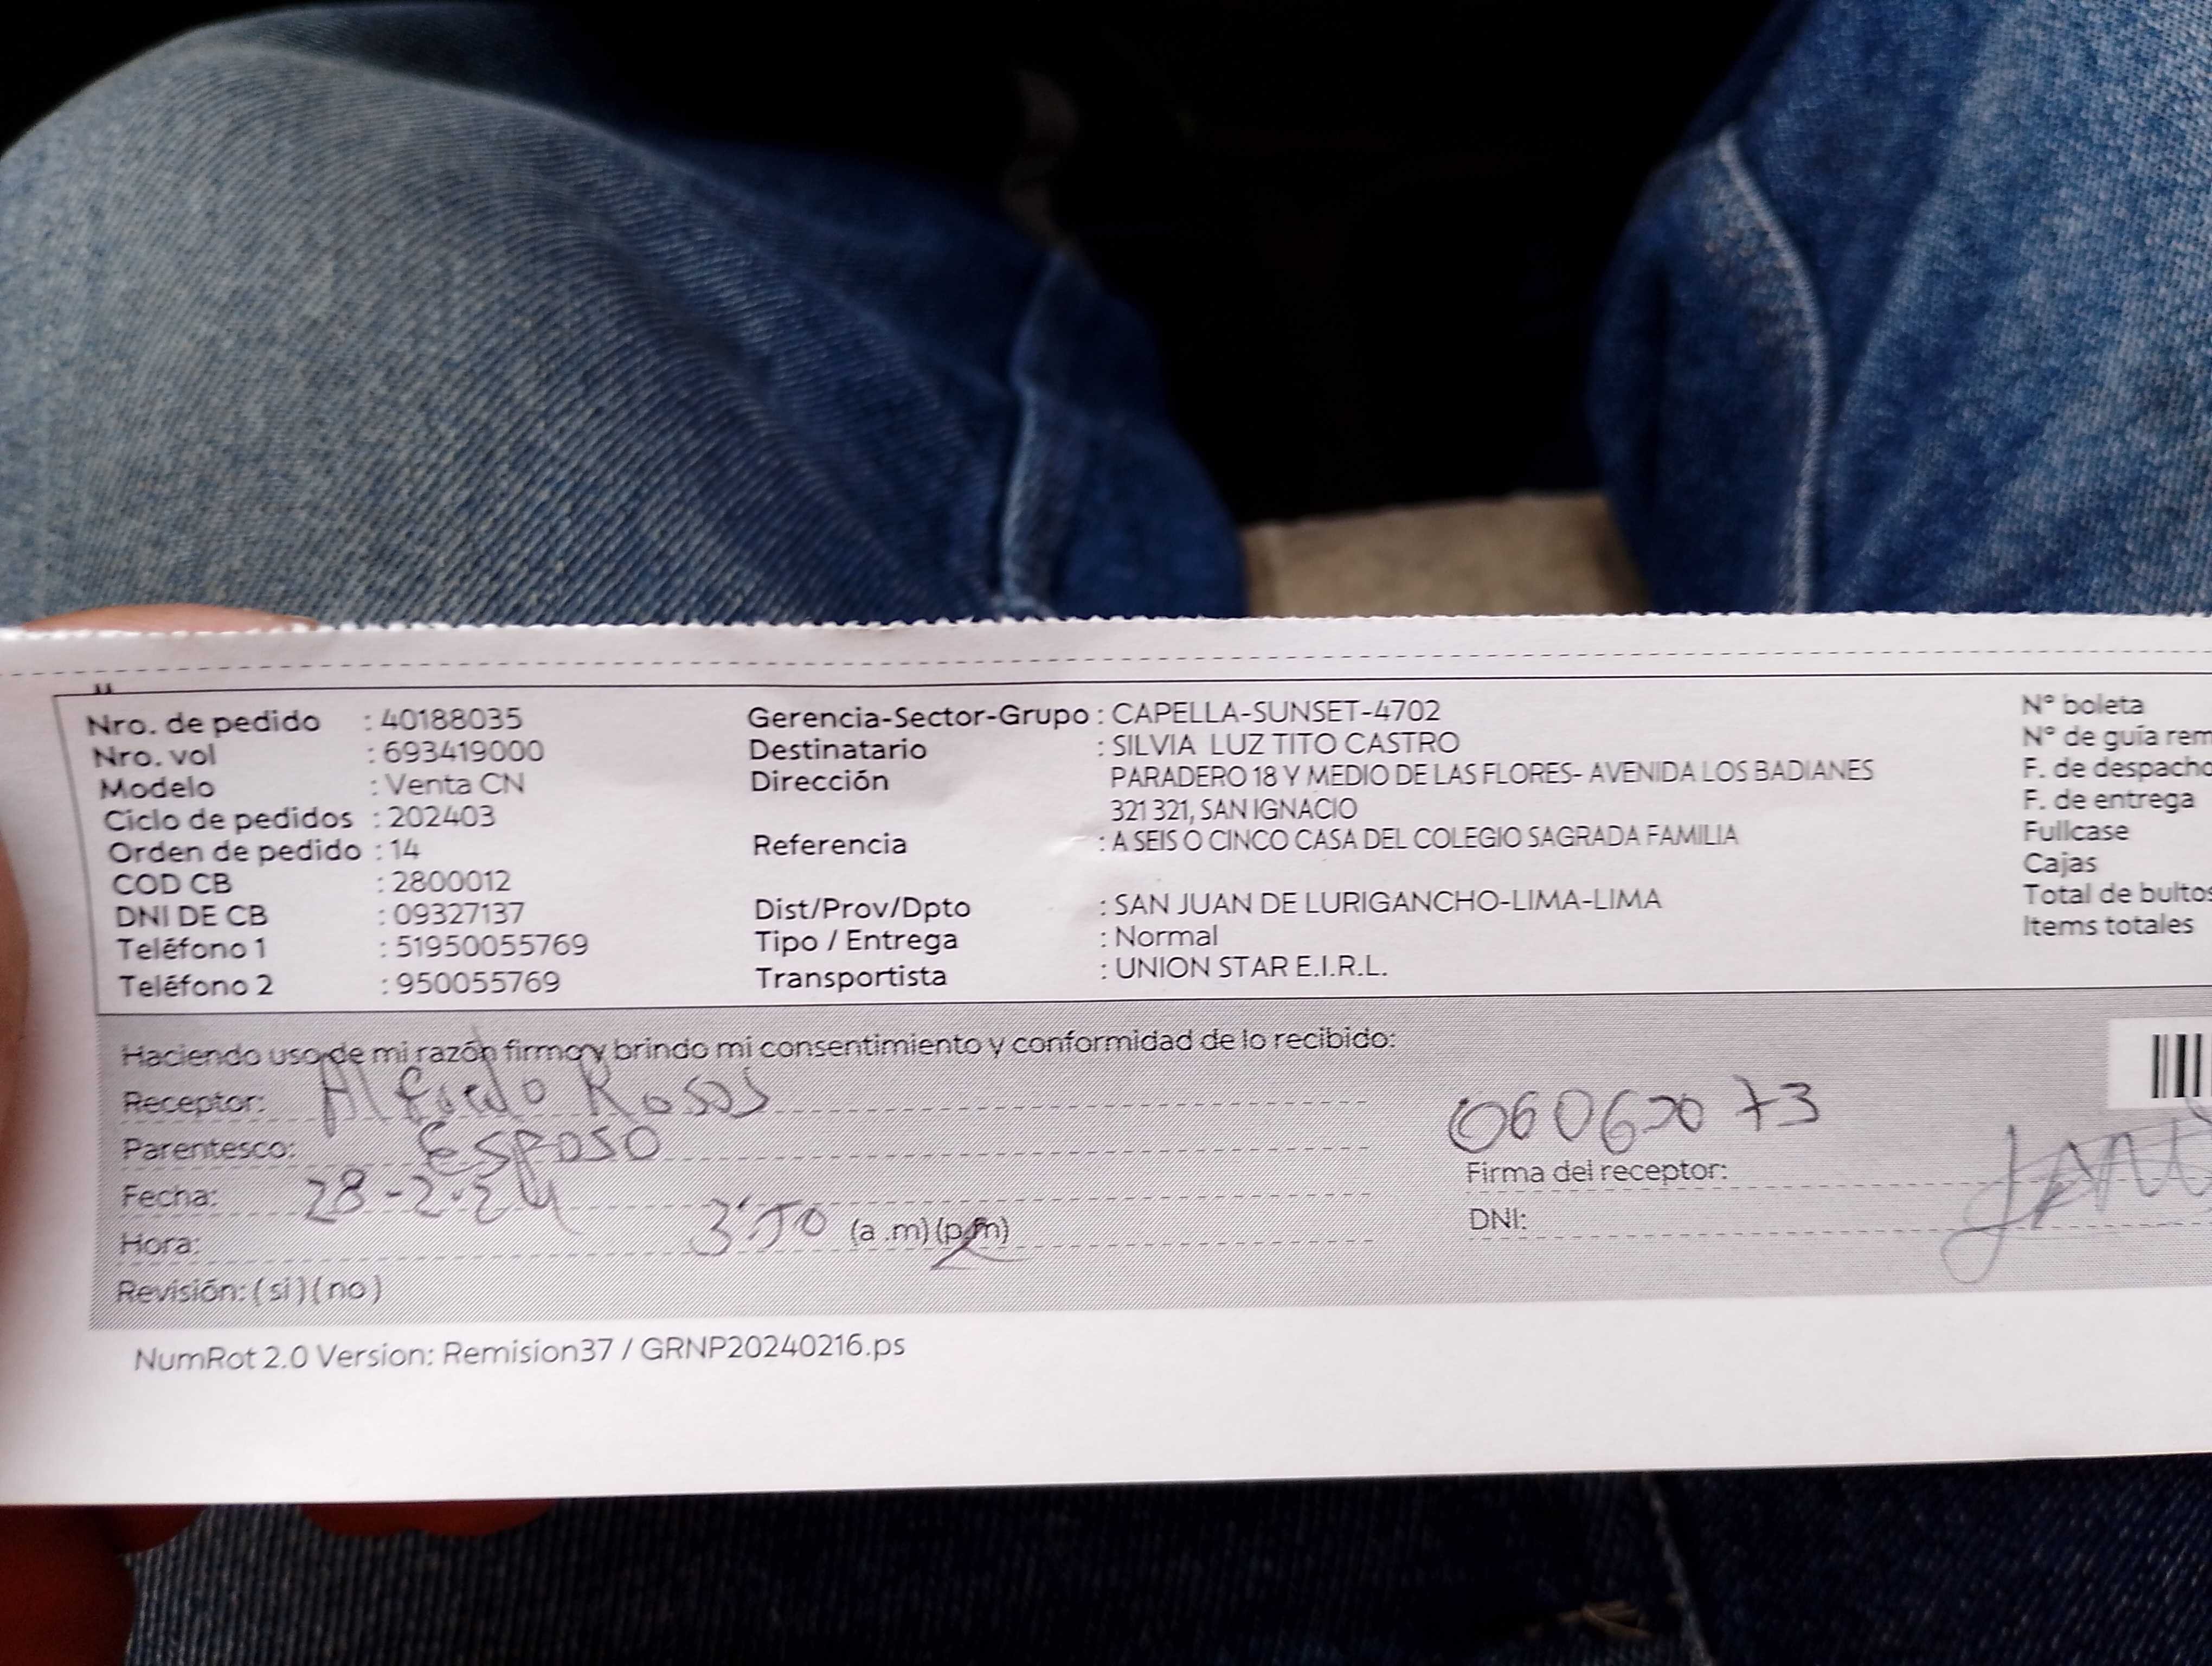 Nro. de pedido : 40188035
Nro. vol : 693419000
Modelo : Venta CN
Ciclo de pedidos : 202403
Orden de pedido : 14
COD CB : 2800012
DNI DE CB : 09327137
Teléfono 1 : 51950055769
Teléfono 2 : 950055769
Gerencia-Sector-Grupo : CAPELLA-SUNSET-4702
Destinatario : SILVIA LUZ TITO CASTRO
Dirección PARADERO 18 Y MEDIO DE LAS FLORES- AVENIDA LOS BADIANES
321 321, SAN IGNACIO
Referencia : A SEIS O CINCO CASA DEL COLEGIO SAGRADA FAMILIA
Dist/Prov/Dpto : SAN JUAN DE LURIGANCHO-LIMA-LIMA
Tipo / Entrega : Normal
Transportista : UNION STAR E.I.R.L.
N° boleta
N° de guía rem
F. de despacho
F. de entrega
Fullcase
Cajas
Total de bultos
Items totales
Haciendo uso de mi razón firmo y brindo mi consentimiento y conformidad de lo recibido:
Receptor:
Parentesco: Esposo
Fecha: 28-2-24
Hora: (a .m) (p.m)
Revisión: ( si ) ( no )
Firma del receptor:
DNI:
NumRot 2.0 Version: Remision37 / GRNP20240216.ps